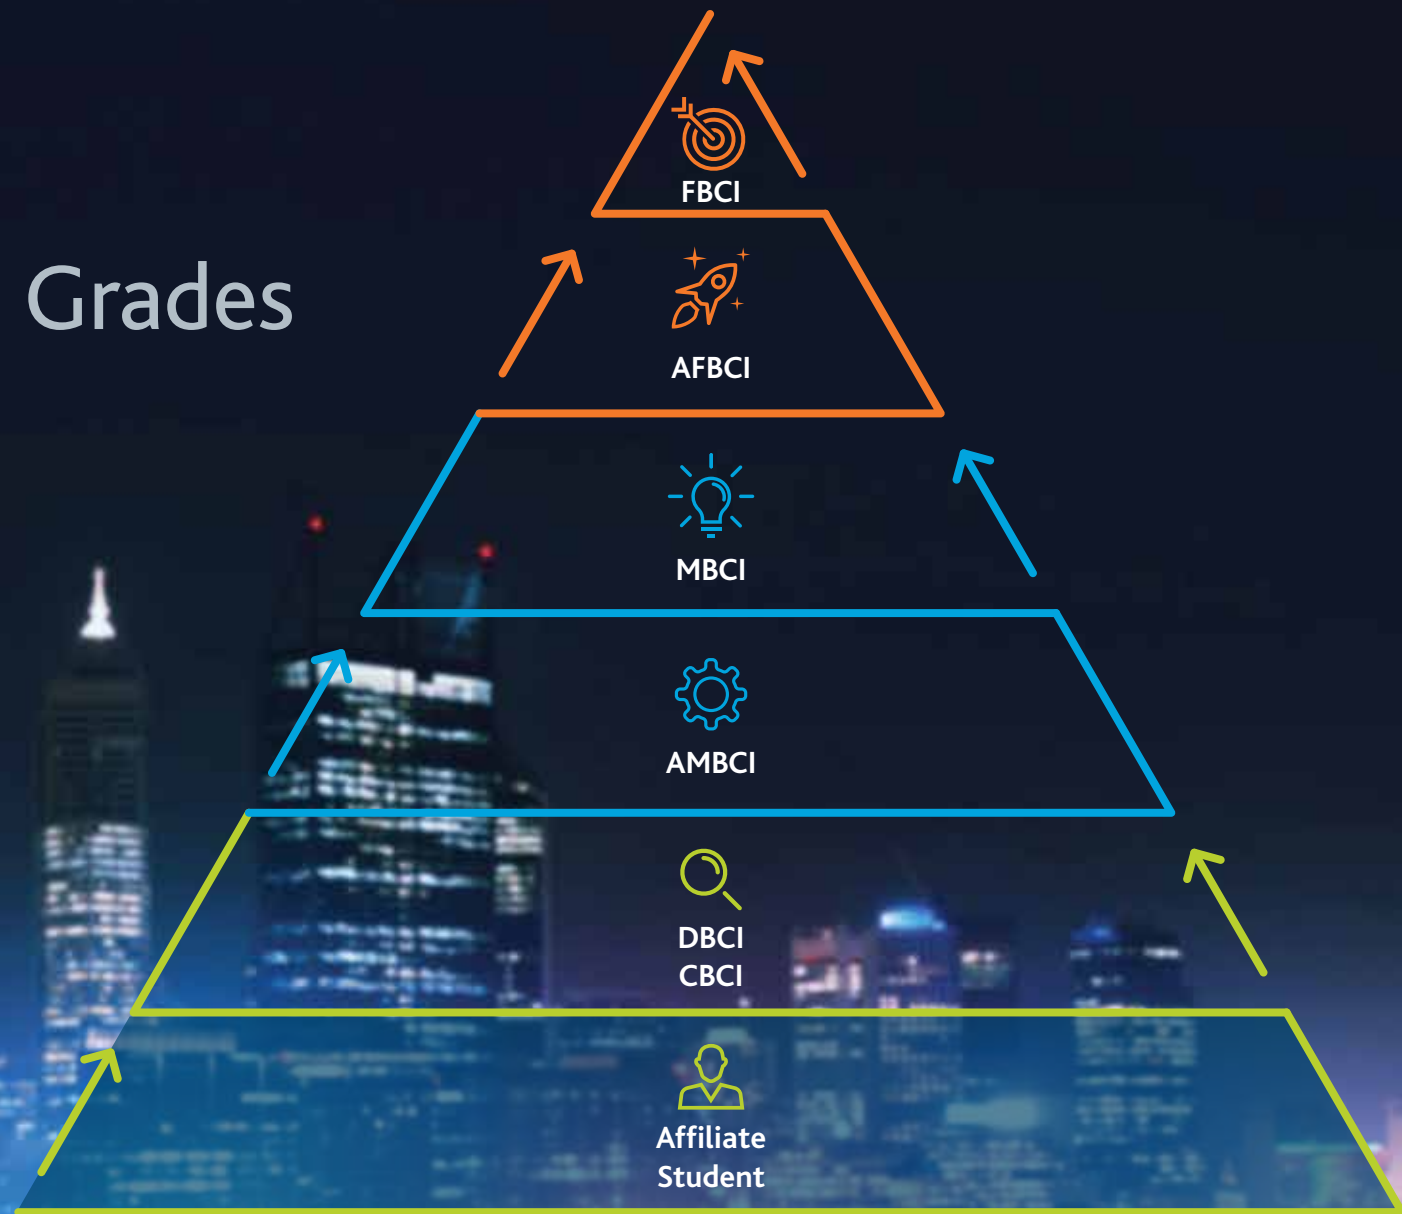 Grades
FBCI
AFBCI
MBCI
AMBCI
DBCI
CBCI
Affiliate
Student